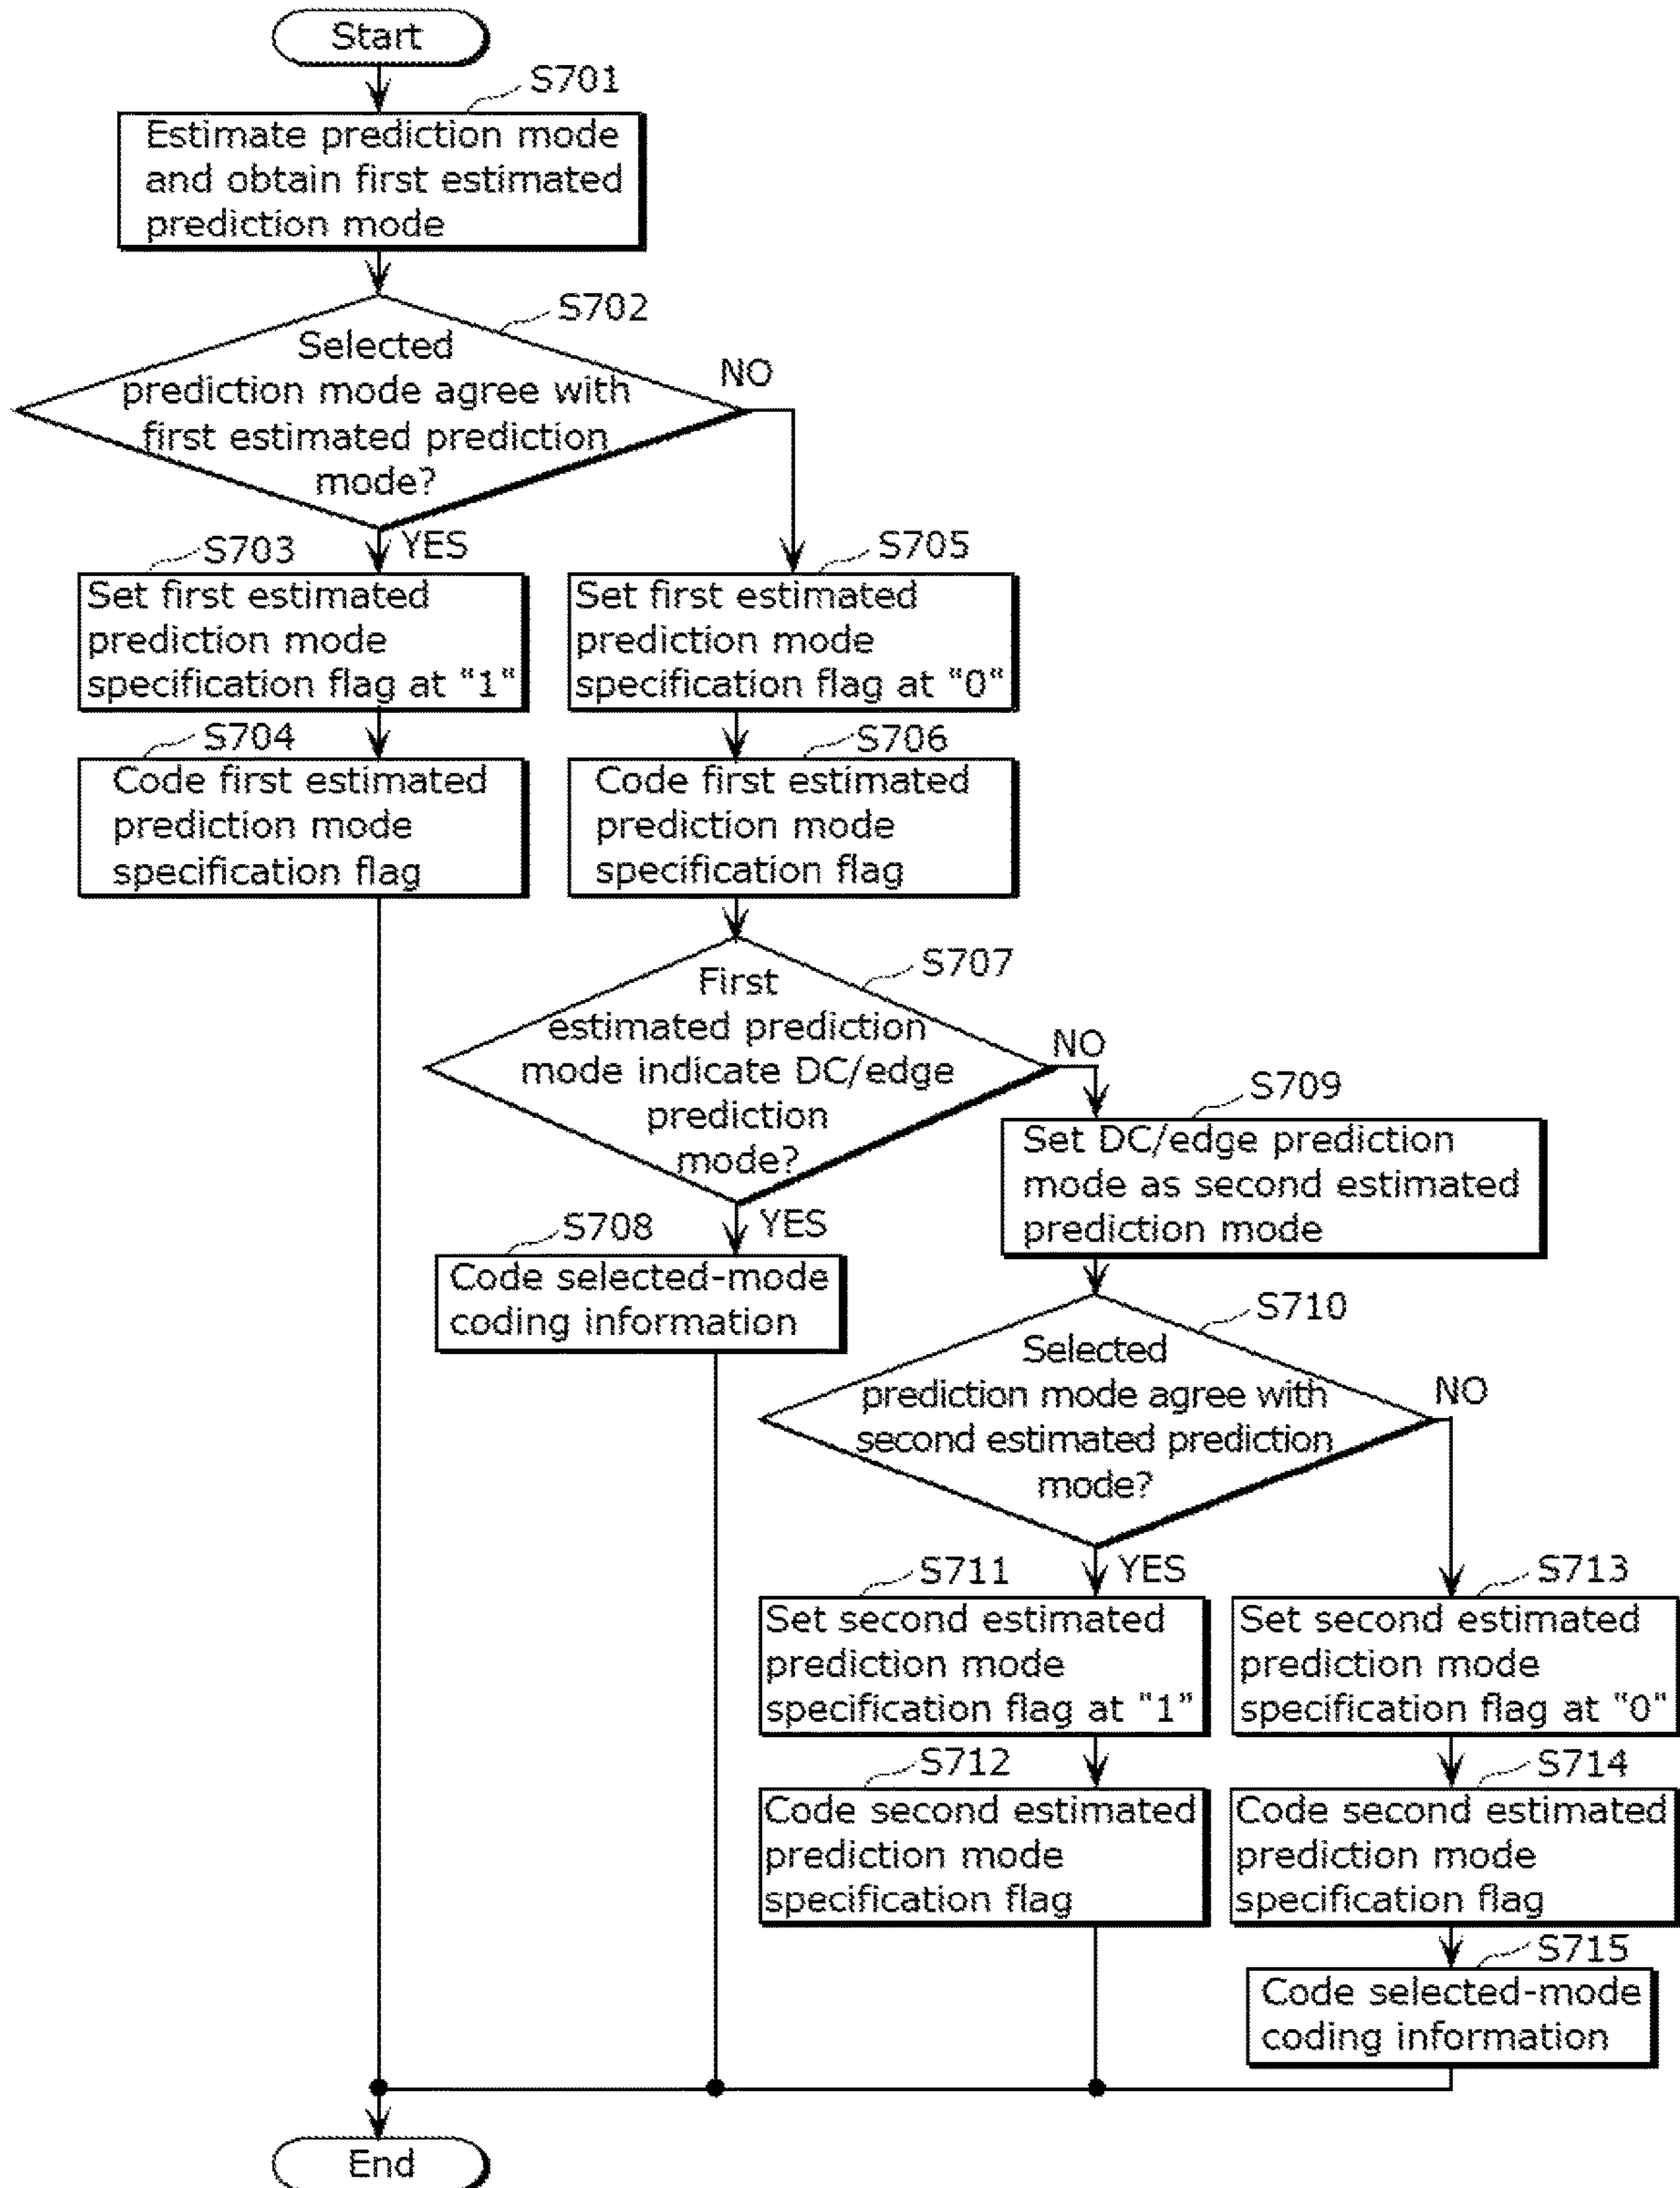 Start
S701
Estimate prediction mode
and obtain first estimated
prediction mode
S702
Selected
prediction mode agree with
first estimated prediction
mode?
NO
YES
S703
Set first estimated
prediction mode
specification flag at "1"
S705
Set first estimated
prediction mode
specification flag at "0"
S704
Code first estimated
prediction mode
specification flag
S706
Code first estimated
prediction mode
specification flag
S707
First
estimated prediction
mode indicate DC/edge
prediction
mode?
NO
YES
S708
Code selected-mode
coding information
S709
Set DC/edge prediction
mode as second estimated
prediction mode
S710
Selected
prediction mode agree with
second estimated prediction
mode?
NO
YES
S711
Set second estimated
prediction mode
specification flag at "1"
S713
Set second estimated
prediction mode
specification flag at "0"
S712
Code second estimated
prediction mode
specification flag
S714
Code second estimated
prediction mode
specification flag
S715
Code selected-mode
coding information
End